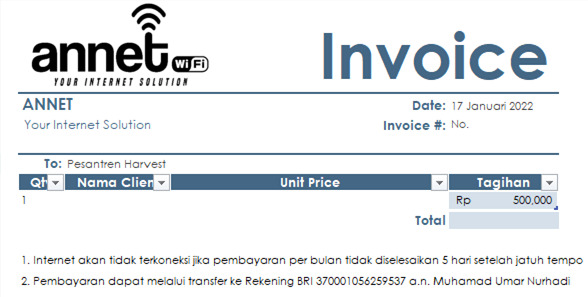 annet WiFi
YOUR INTERNET SOLUTION
Invoice
ANNET
Your Internet Solution
Date: 17 Januari 2022
Invoice #: No.
To: Pesantren Harvest
Qty Nama Clien Unit Price Tagihan
1 Rp 500,000
Total
1. Internet akan tidak terkoneksi jika pembayaran per bulan tidak diselesaikan 5 hari setelah jatuh tempo
2. Pembayaran dapat melalui transfer ke Rekening BRI 370001056259537 a.n. Muhamad Umar Nurhadi